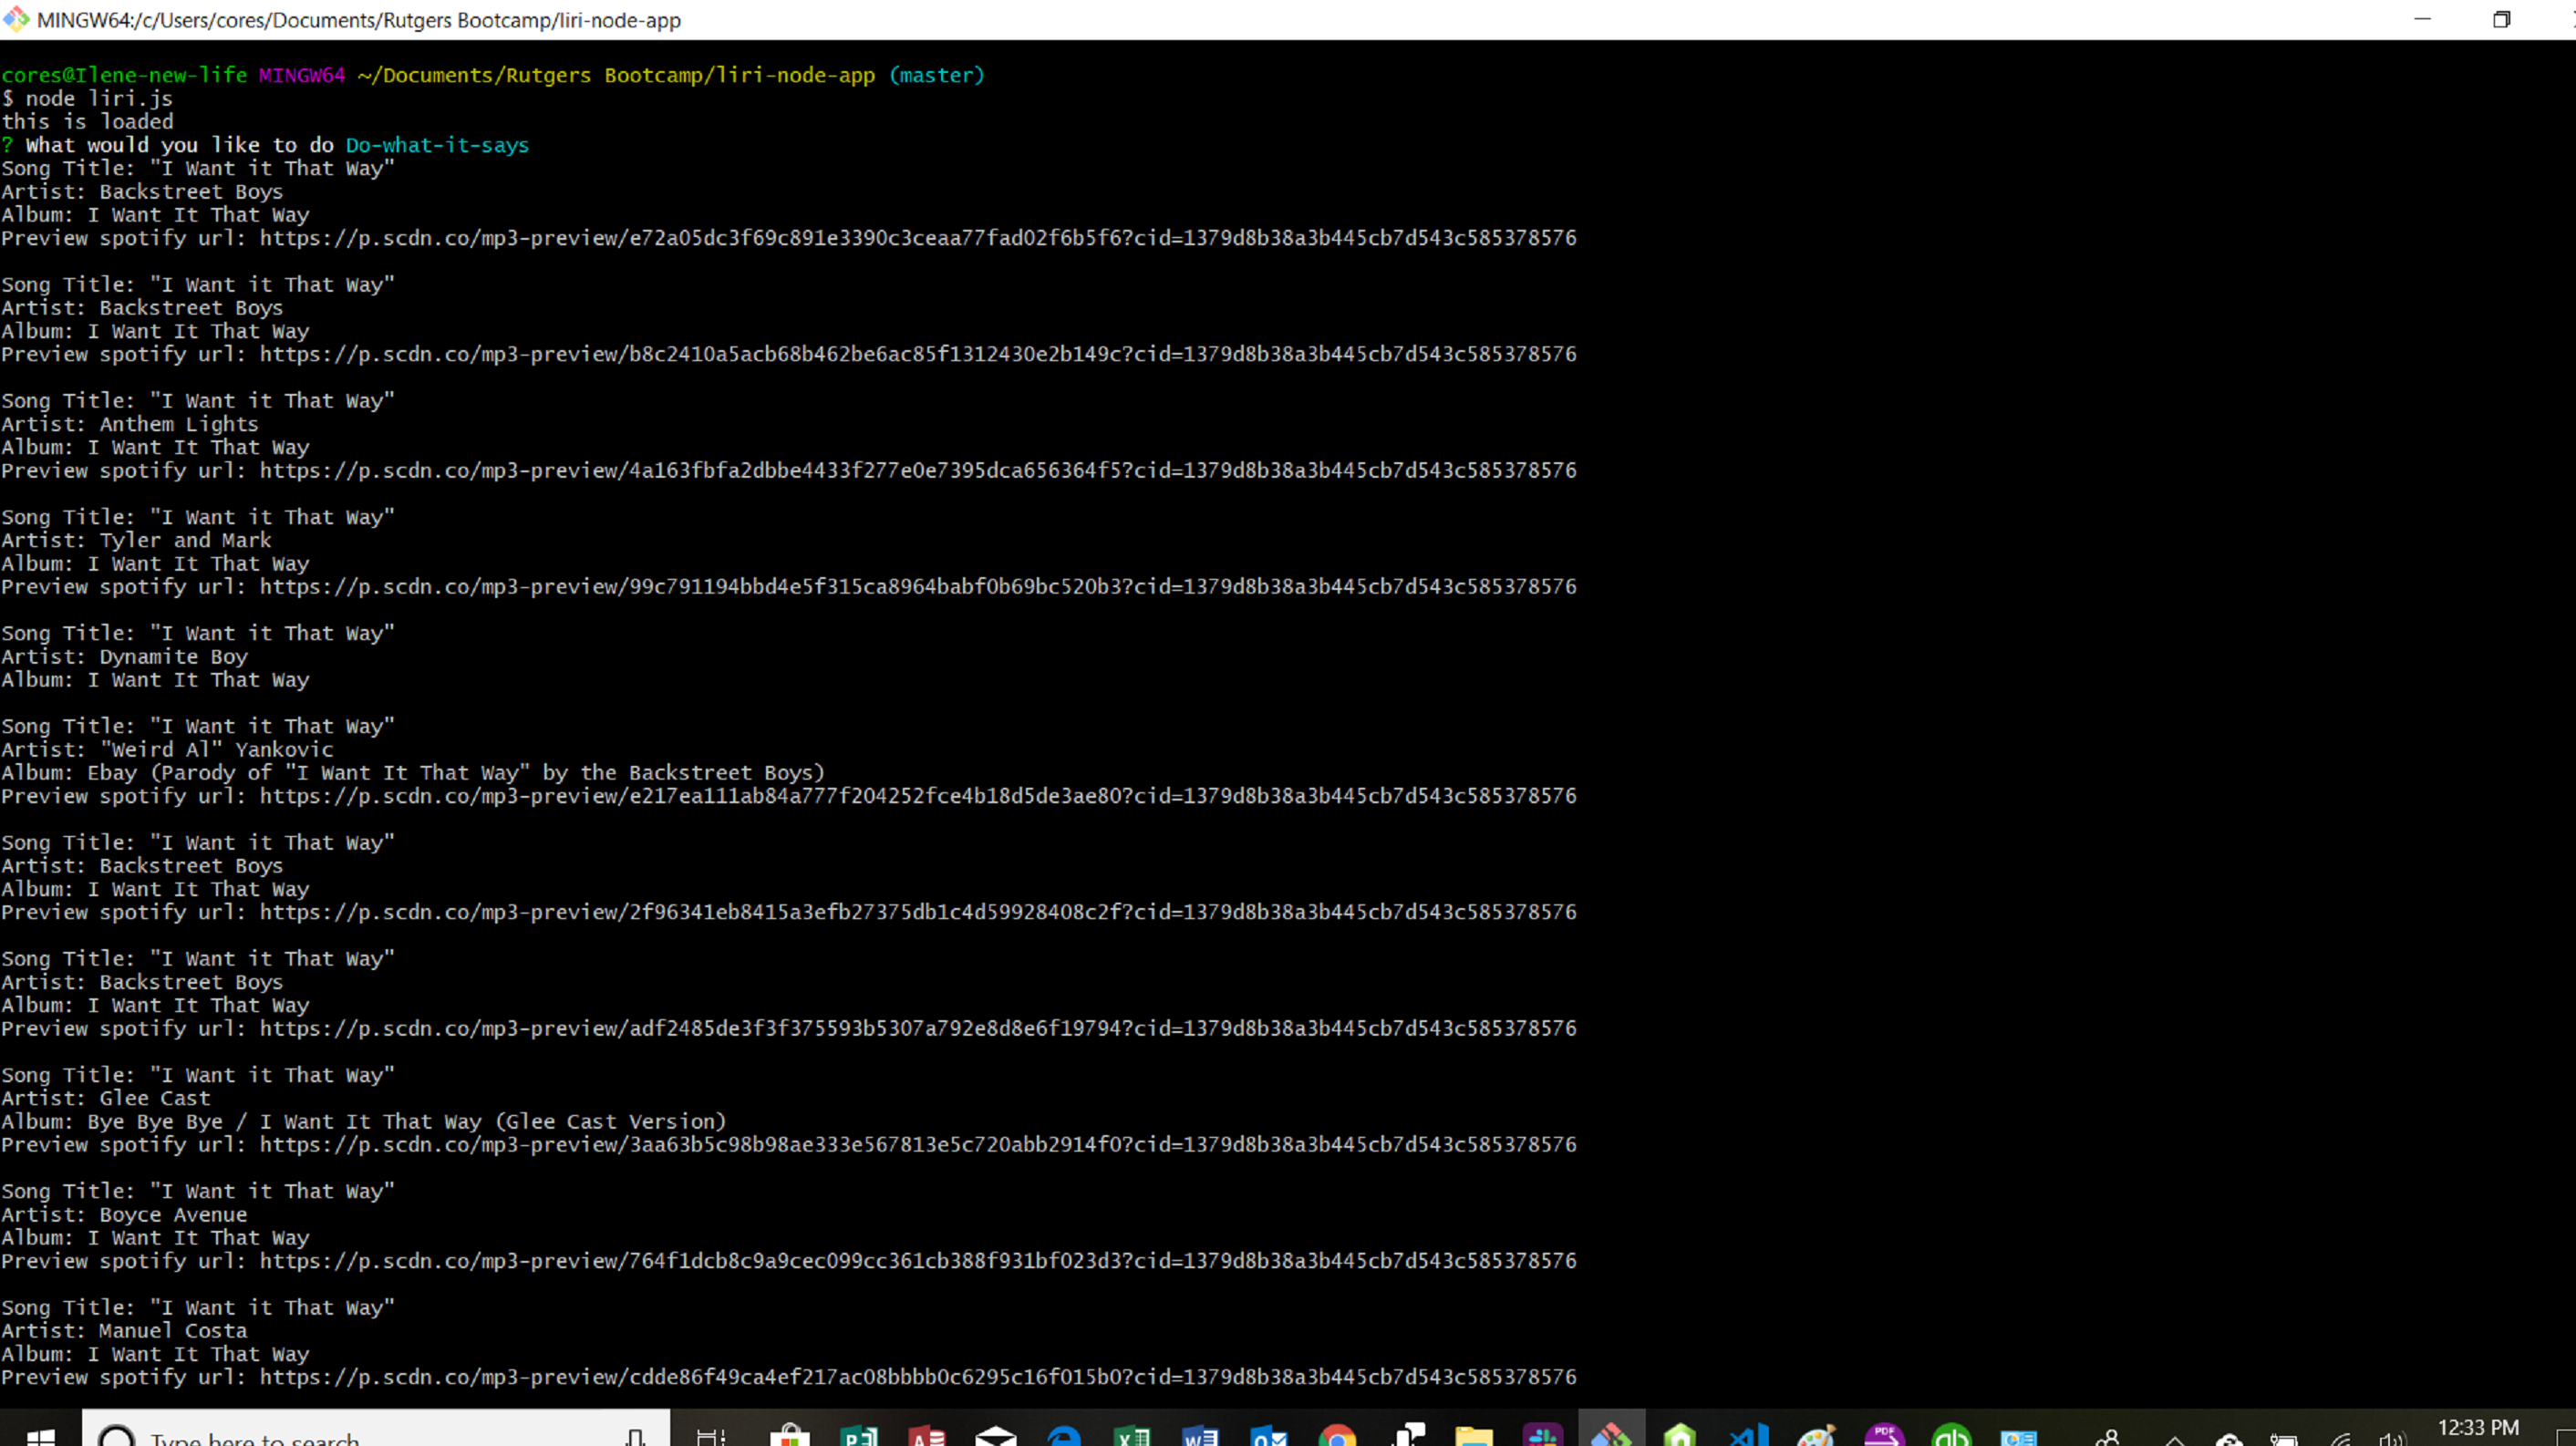 MINGW64:/c/Users/cores/Documents/Rutgers Bootcamp/liri-node-app
cores@Ilene-new-life MINGW64 ~/Documents/Rutgers Bootcamp/liri-node-app (master)
$ node liri.js
this is loaded
? What would you like to do Do-what-it-says
Song Title: "I Want it That Way"
Artist: Backstreet Boys
Album: I Want It That Way
Preview spotify url: https://p.scdn.co/mp3-preview/e72a05dc3f69c891e3390c3ceaa77fad02f6b5f6?cid=1379d8b38a3b445cb7d543c585378576
Song Title: "I Want it That Way"
Artist: Backstreet Boys
Album: I Want It That Way
Preview spotify url: https://p.scdn.co/mp3-preview/b8c2410a5acb68b462be6ac85f1312430e2b149c?cid=1379d8b38a3b445cb7d543c585378576
Song Title: "I Want it That Way"
Artist: Anthem Lights
Album: I Want It That Way
Preview spotify url: https://p.scdn.co/mp3-preview/4a163fbfa2dbbe4433f277e0e7395dca656364f5?cid=1379d8b38a3b445cb7d543c585378576
Song Title: "I Want it That Way"
Artist: Tyler and Mark
Album: I Want It That Way
Preview spotify url: https://p.scdn.co/mp3-preview/99c791194bbd4e5f315ca8964babf0b69bc520b3?cid=1379d8b38a3b445cb7d543c585378576
Song Title: "I Want it That Way"
Artist: Dynamite Boy
Album: I Want It That Way
Song Title: "I Want it That Way"
Artist: "Weird Al" Yankovic
Album: Ebay (Parody of "I Want It That Way" by the Backstreet Boys)
Preview spotify url: https://p.scdn.co/mp3-preview/e217ea111ab84a777f204252fce4b18d5de3ae80?cid=1379d8b38a3b445cb7d543c585378576
Song Title: "I Want it That Way"
Artist: Backstreet Boys
Album: I Want It That Way
Preview spotify url: https://p.scdn.co/mp3-preview/2f96341eb8415a3efb27375db1c4d59928408c2f?cid=1379d8b38a3b445cb7d543c585378576
Song Title: "I Want it That Way"
Artist: Backstreet Boys
Album: I Want It That Way
Preview spotify url: https://p.scdn.co/mp3-preview/adf2485de3f3f375593b5307a792e8d8e6f19794?cid=1379d8b38a3b445cb7d543c585378576
Song Title: "I Want it That Way"
Artist: Glee Cast
Album: Bye Bye Bye / I Want It That Way (Glee Cast Version)
Preview spotify url: https://p.scdn.co/mp3-preview/3aa63b5c98b98ae333e567813e5c720abb2914f0?cid=1379d8b38a3b445cb7d543c585378576
Song Title: "I Want it That Way"
Artist: Boyce Avenue
Album: I Want It That Way
Preview spotify url: https://p.scdn.co/mp3-preview/764f1dcb8c9a9cec099cc361cb388f931bf023d3?cid=1379d8b38a3b445cb7d543c585378576
Song Title: "I Want it That Way"
Artist: Manuel Costa
Album: I Want It That Way
Preview spotify url: https://p.scdn.co/mp3-preview/cdde86f49ca4ef217ac08bbbb0c6295c16f015b0?cid=1379d8b38a3b445cb7d543c585378576
Type here to search
12:33 PM